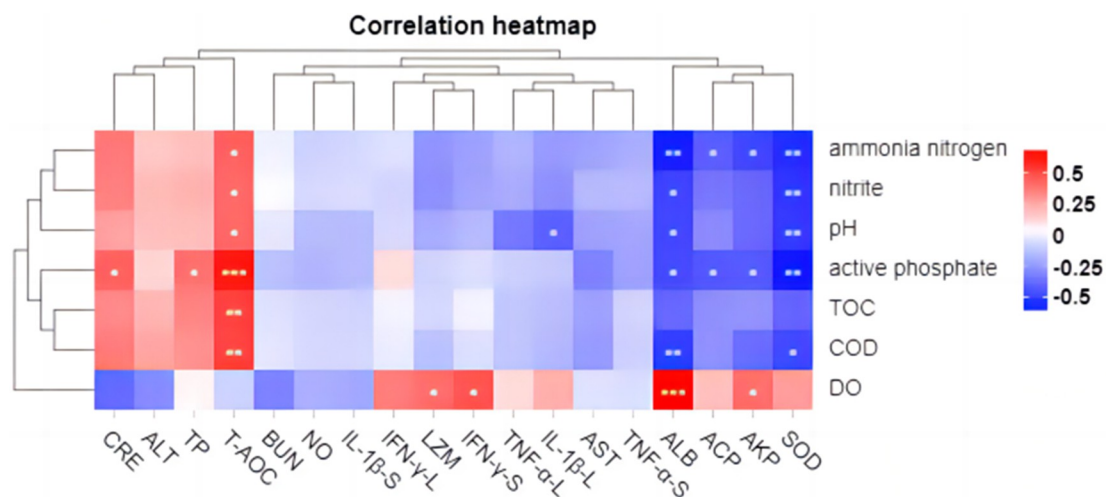 Correlation heatmap
ammonia nitrogen
nitrite
pH
active phosphate
TOC
COD
DO
0.5
0.25
0
-0.25
-0.5
CRE
ALT
TP
T-AOC
BUN
NO
IL-1β-S
IFN-γ-L
LZM
IFN-γ-S
TNF-α-L
IL-1β-L
AST
TNF-α-S
ALB
ACP
AKP
SOD